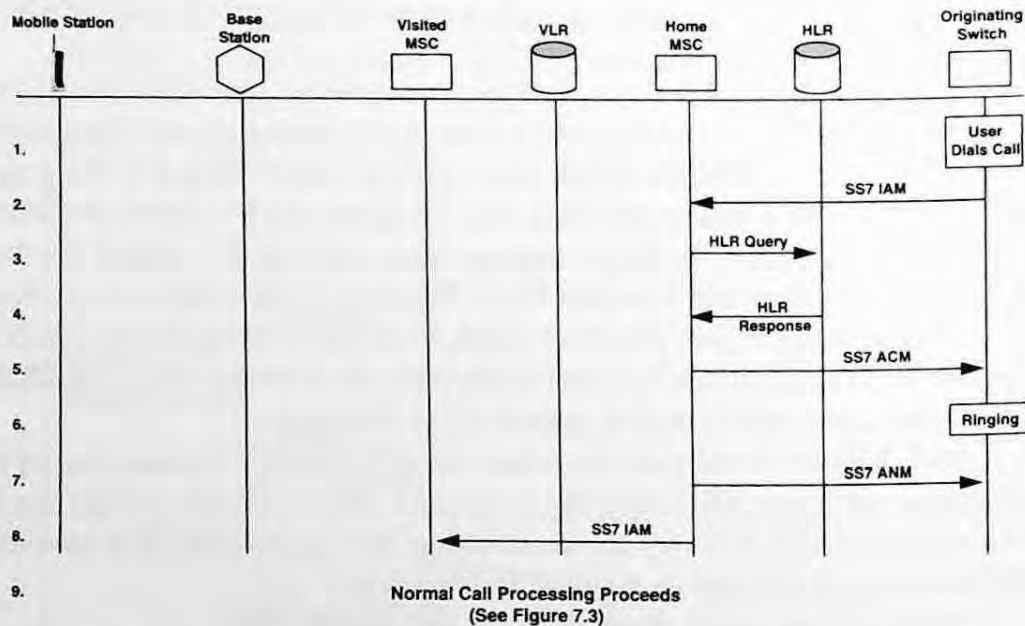 Mobile Station
Base
Station
Visited
MSC
VLR
Home
MSC
HLR
Originating
Switch
1.
User
Dials Call
2.
SS7 IAM
3.
HLR Query
4.
HLR
Response
5.
SS7 ACM
6.
Ringing
7.
SS7 ANM
8.
SS7 IAM
9.
Normal Call Processing Proceeds
(See Figure 7.3)